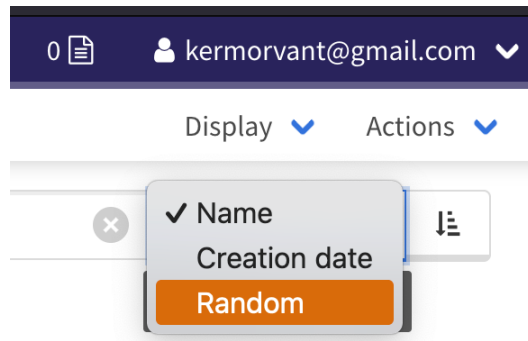 0 kermorvant@gmail.com
Display Actions
Name
Creation date
Random